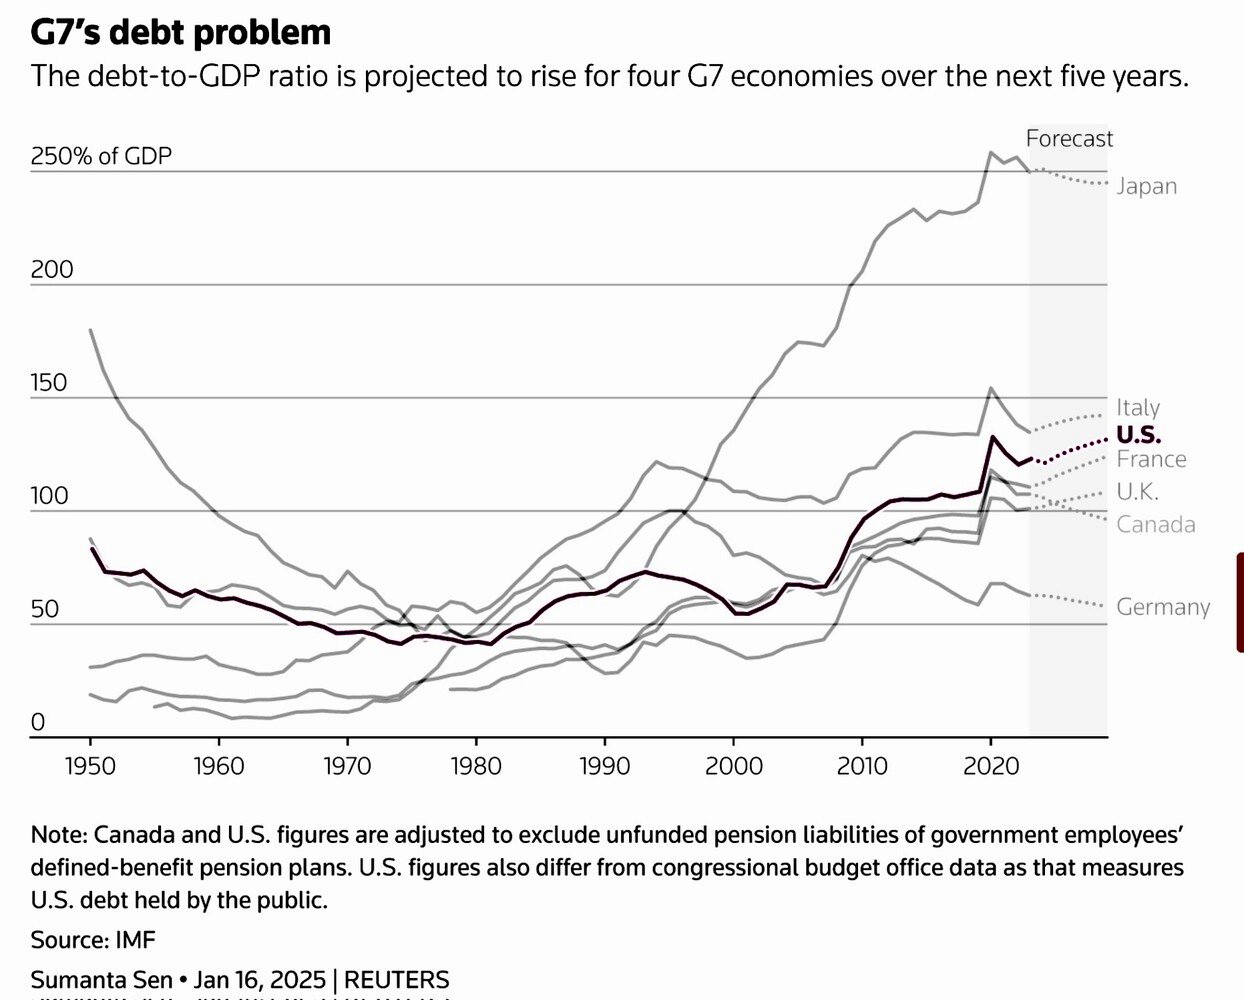 G7's debt problem
The debt-to-GDP ratio is projected to rise for four G7 economies over the next five years.
Forecast
250% of GDP
Japan
200
150
Italy
U.S.
France
100
U.K.
Canada
50
Germany
0
1950 1960 1970 1980 1990 2000 2010 2020
Note: Canada and U.S. figures are adjusted to exclude unfunded pension liabilities of government employees'
defined-benefit pension plans. U.S. figures also differ from congressional budget office data as that measures
U.S. debt held by the public.
Source: IMF
Sumanta Sen • Jan 16, 2025 | REUTERS